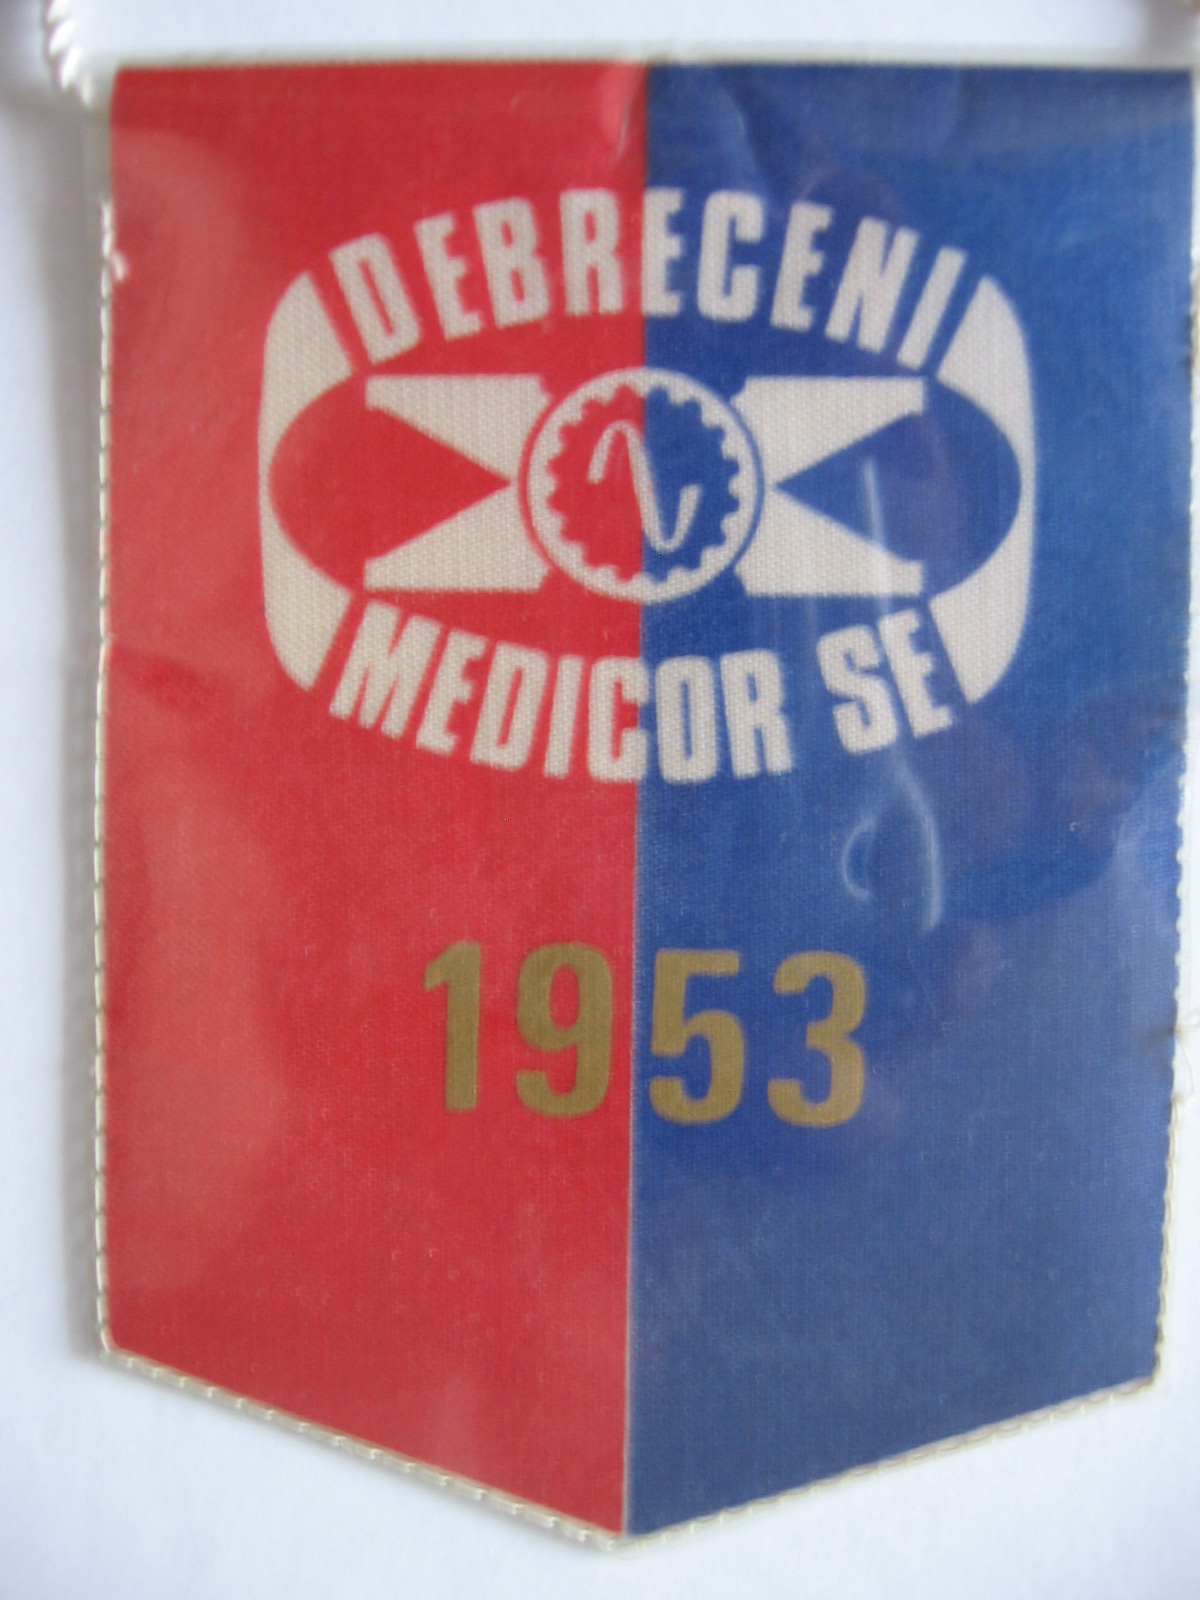 DEBRECENI
MEDICOR SE
1953